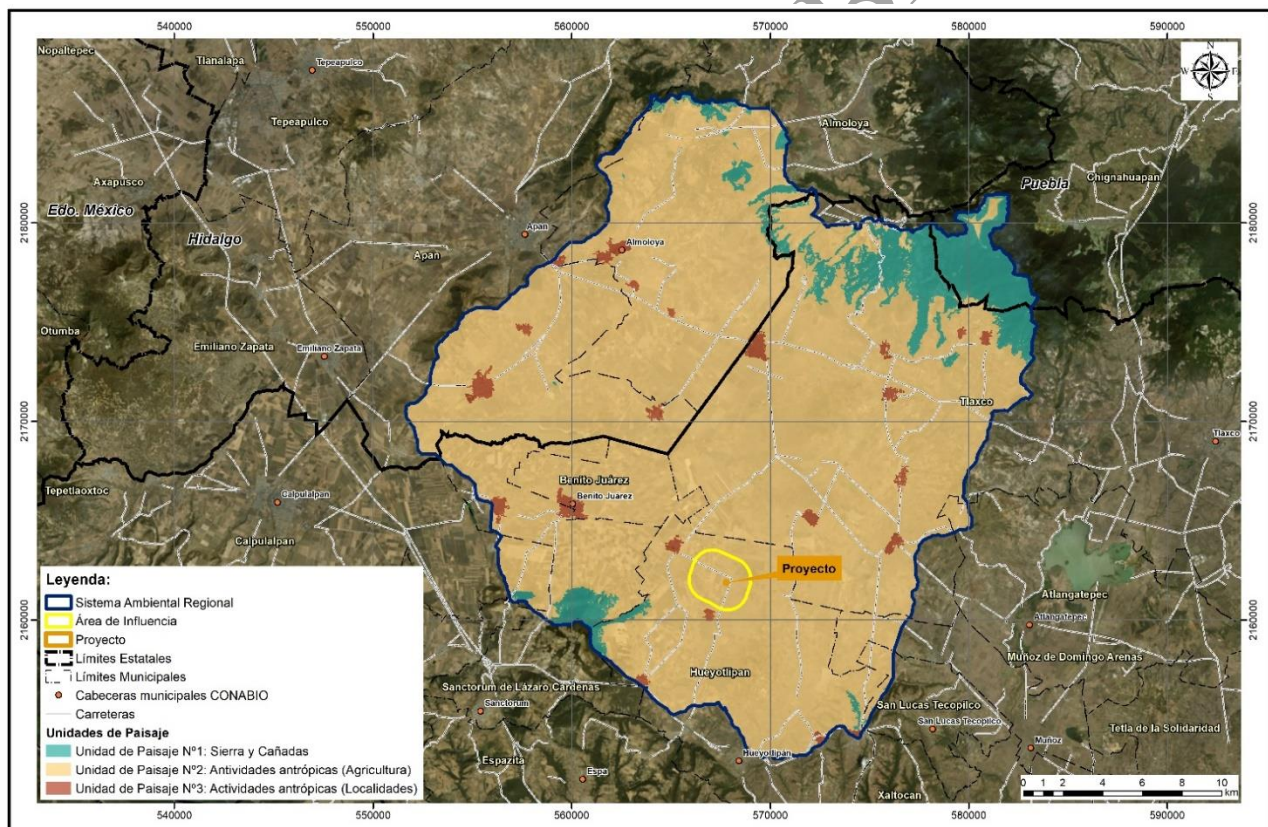 540000 550000 560000 570000 580000 590000
Nopaltepec
Tlanalapa
Tepeapulco
N
W E
S
Tepeapulco
Almoloya
Axapusco
Chignahuapan
Puebla
Edo. México
2180000
2180000
Hidalgo
Apan
Almoloya
Apan
Otumba
Emiliano Zapata
Emiliano Zapata
Tlaxco
2170000
2170000
Tlaxco
Tepetlaoxtoc
Benito Juárez
Benito Juárez
Calpulalpan
Calpulalpan
Proyecto
Atlangatepec
Atlangatepec
2160000
2160000
Muñoz de Domingo Arenas
Hueyotlipan
Sanctorum de Lázaro Cárdenas
Sanctorum
San Lucas Tecopilco
San Lucas Tecopilco
Tetla de la Solidaridad
Muñoz
Hueyotlipan
Españita
Espa
Xaltocan
Leyenda:
Sistema Ambiental Regional
Área de Influencia
Proyecto
Límites Estatales
Límites Municipales
Cabeceras municipales CONABIO
Carreteras
Unidades de Paisaje
Unidad de Paisaje Nº1: Sierra y Cañadas
Unidad de Paisaje Nº2: Antividades antrópicas (Agricultura)
Unidad de Paisaje Nº3: Actividades antrópicas (Localidades)
0 1 2 4 6 8 10
km
540000 550000 560000 570000 580000 590000